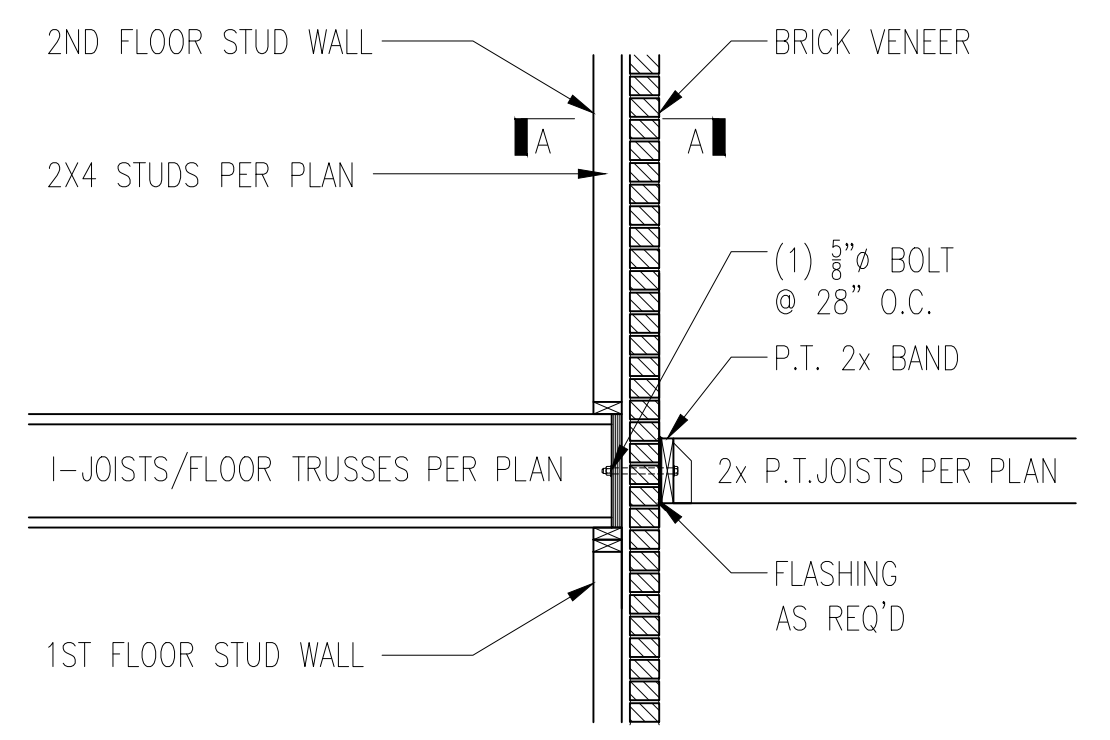 2ND FLOOR STUD WALL
BRICK VENEER
A
A
2X4 STUDS PER PLAN
(1) 5/8"ø BOLT
@ 28" O.C.
P.T. 2x BAND
I-JOISTS/FLOOR TRUSSES PER PLAN
2x P.T.JOISTS PER PLAN
FLASHING
AS REQ'D
1ST FLOOR STUD WALL